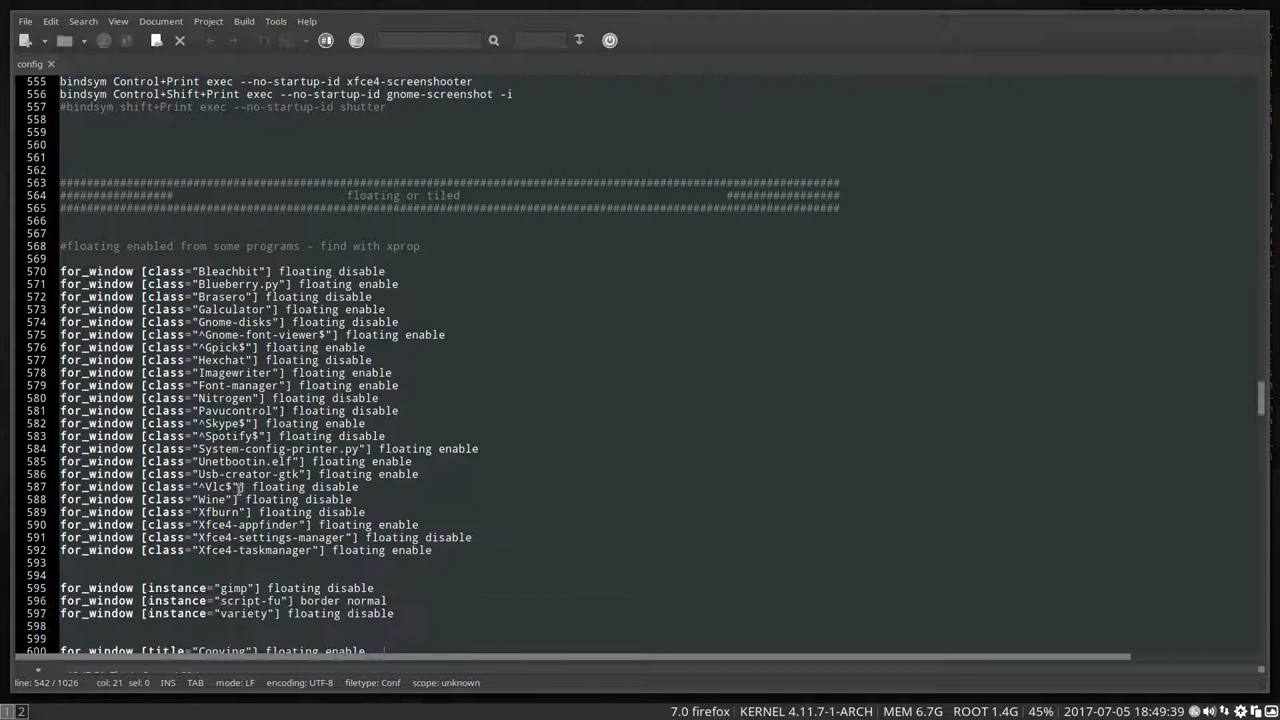 File Edit Search View Document Project Build Tools Help
config
555 bindsym Control+Print exec --no-startup-id xfce4-screenshooter
556 bindsym Control+Shift+Print exec --no-startup-id gnome-screenshot -i
557 #bindsym shift+Print exec --no-startup-id shutter
558
559
560
561
562
563 #####################################################################################################################
564 ################# floating or tiled #################
565 #####################################################################################################################
566
567
568 #floating enabled from some programs - find with xprop
569
570 for_window [class="Bleachbit"] floating disable
571 for_window [class="Blueberry.py"] floating enable
572 for_window [class="Brasero"] floating disable
573 for_window [class="Galculator"] floating enable
574 for_window [class="Gnome-disks"] floating disable
575 for_window [class="^Gnome-font-viewer$"] floating enable
576 for_window [class="^Gpick$"] floating enable
577 for_window [class="Hexchat"] floating disable
578 for_window [class="Imagewriter"] floating enable
579 for_window [class="Font-manager"] floating enable
580 for_window [class="Nitrogen"] floating disable
581 for_window [class="Pavucontrol"] floating disable
582 for_window [class="^Skype$"] floating enable
583 for_window [class="^Spotify$"] floating disable
584 for_window [class="System-config-printer.py"] floating enable
585 for_window [class="Unetbootin.elf"] floating enable
586 for_window [class="Usb-creator-gtk"] floating enable
587 for_window [class="^Vlc$"] floating disable
588 for_window [class="Wine"] floating disable
589 for_window [class="Xfburn"] floating disable
590 for_window [class="Xfce4-appfinder"] floating enable
591 for_window [class="Xfce4-settings-manager"] floating disable
592 for_window [class="Xfce4-taskmanager"] floating enable
593
594
595 for_window [instance="gimp"] floating disable
596 for_window [instance="script-fu"] border normal
597 for_window [instance="variety"] floating disable
598
599
600 for_window [title="Copying"] floating enable
line: 542 / 1026 col: 21 sel: 0 INS TAB mode: LF encoding: UTF-8 filetype: Conf scope: unknown
1 2 7.0 firefox KERNEL 4.11.7-1-ARCH MEM 6.7G ROOT 1.4G 45% 2017-07-05 18:49:39